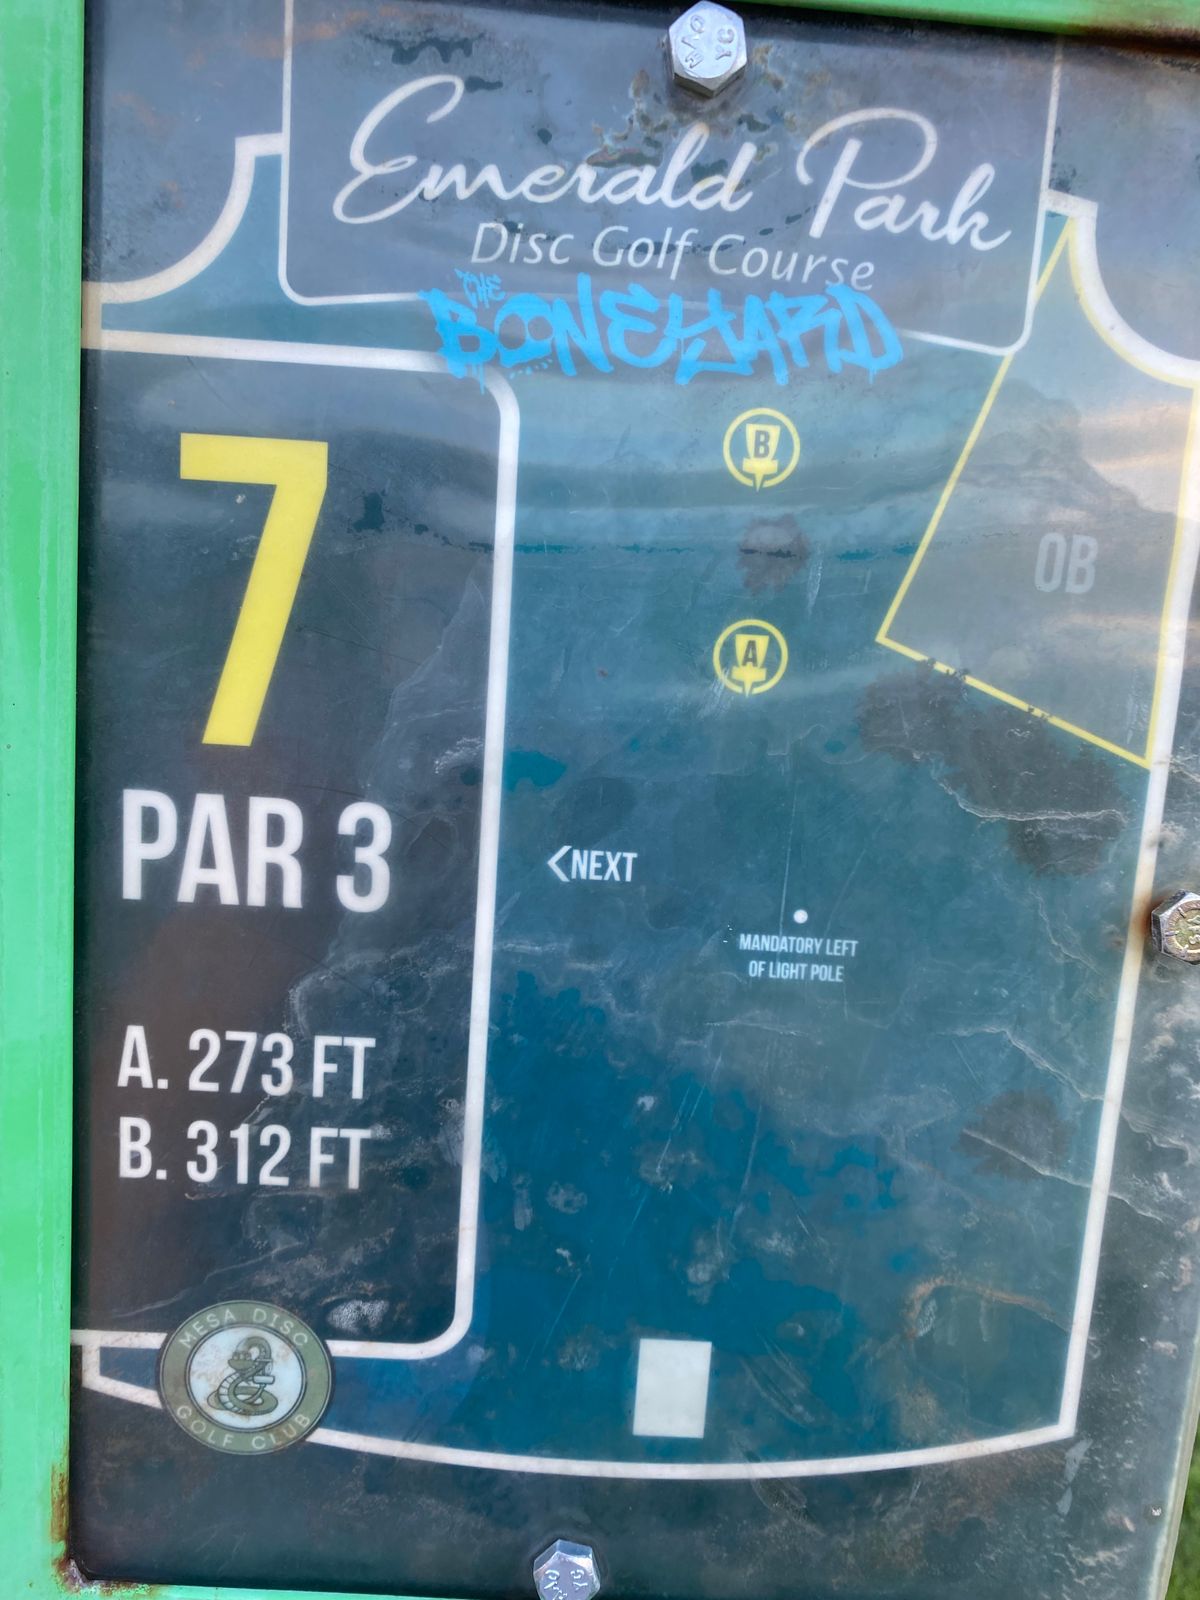 Emerald Park
Disc Golf Course
THE
BONEYARD
7
PAR 3
A. 273 FT
B. 312 FT
B
A
OB
<NEXT
MANDATORY LEFT
OF LIGHT POLE
MESA DISC
GOLF CLUB